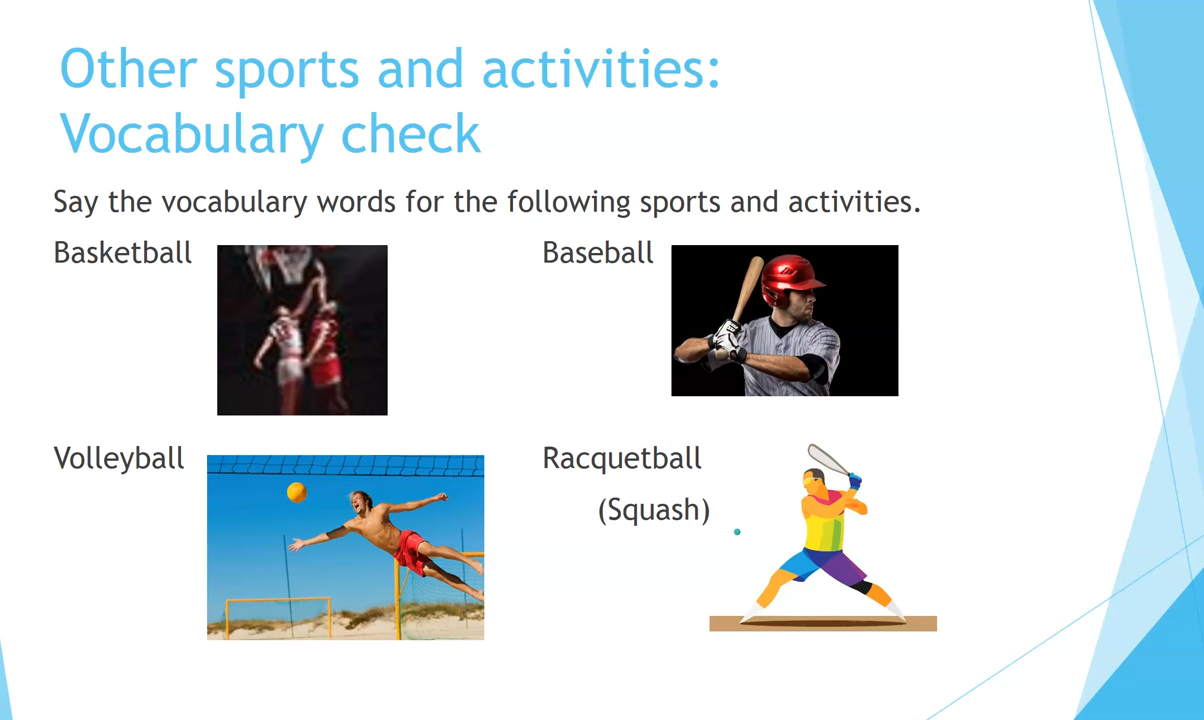 Other sports and activities:
Vocabulary check
Say the vocabulary words for the following sports and activities.
Basketball
Baseball
Volleyball
Racquetball
(Squash)